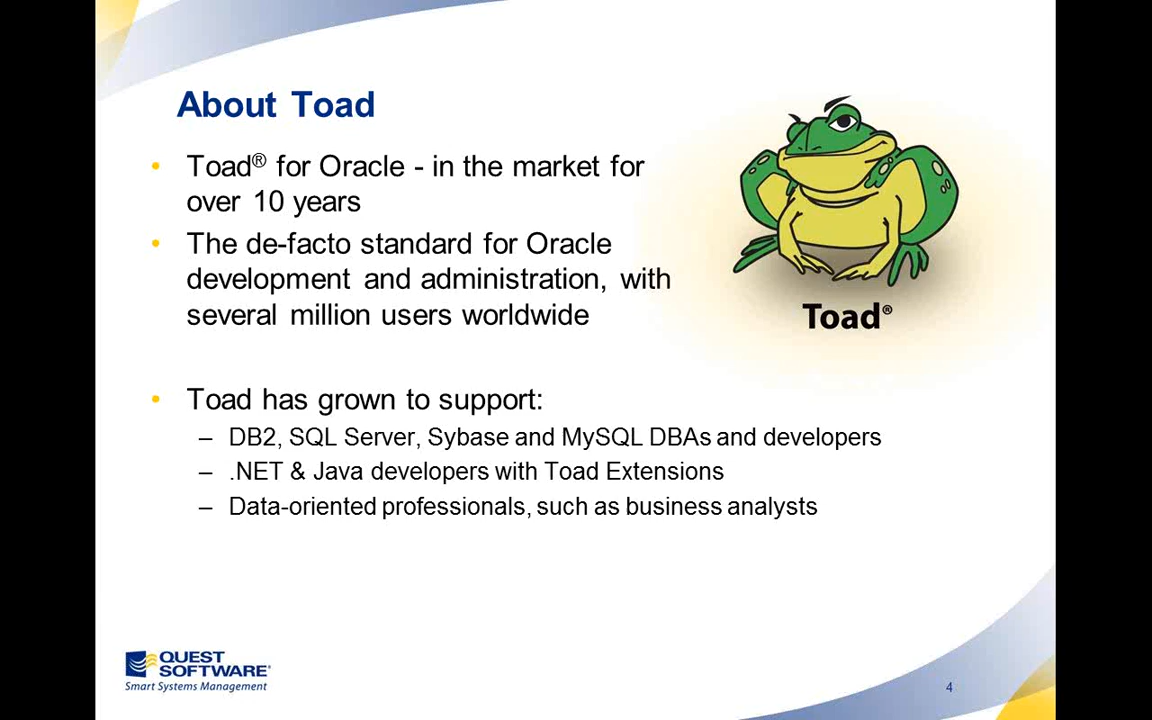 About Toad
• Toad® for Oracle - in the market for
over 10 years
• The de-facto standard for Oracle
development and administration, with
several million users worldwide
Toad®
• Toad has grown to support:
– DB2, SQL Server, Sybase and MySQL DBAs and developers
– .NET & Java developers with Toad Extensions
– Data-oriented professionals, such as business analysts
QUEST
SOFTWARE®
Smart Systems Management
4